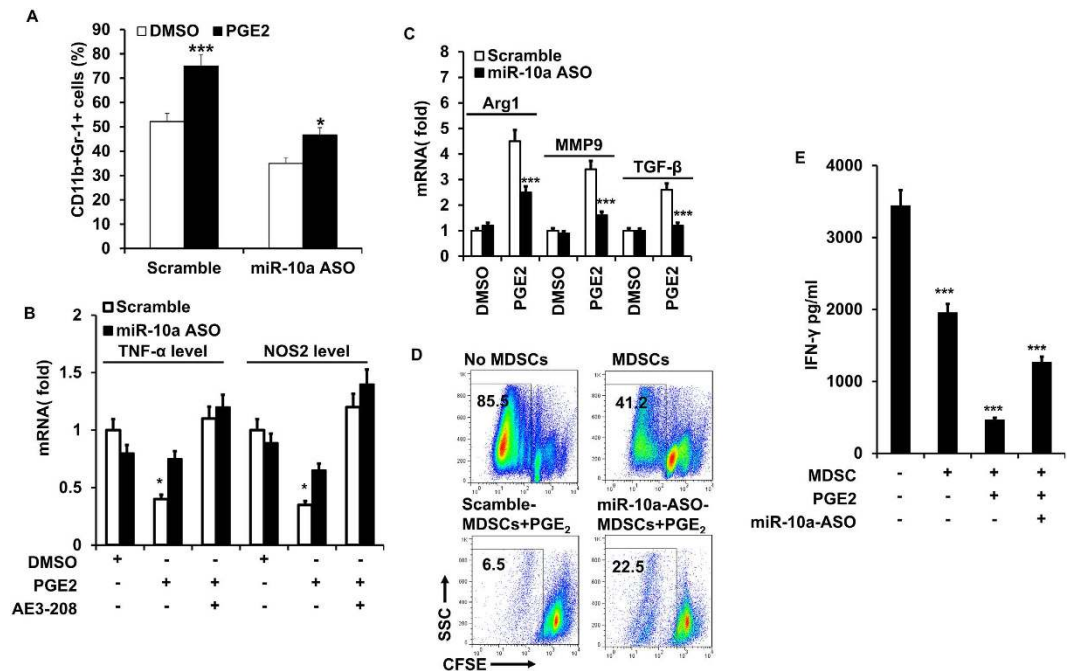 A
DMSO PGE2
CD11b+Gr-1+ cells (%)
90
80
70
60
50
40
30
20
10
0
***
*
Scramble miR-10a ASO
B
Scramble
miR-10a ASO
TNF-α level NOS2 level
mRNA( fold)
2
1.5
1
0.5
0
* *
DMSO + - - + - -
PGE2 - + + - + +
AE3-208 - - + - - +
C
Scramble
miR-10a ASO
mRNA( fold)
8
7
6
5
4
3
2
1
0
Arg1
MMP9
TGF-β
***
***
***
DMSO PGE2 DMSO PGE2 DMSO PGE2
D
No MDSCs MDSCs
85.5 41.2
Scamble-
MDSCs+PGE2
miR-10a-ASO-
MDSCs+PGE2
6.5 22.5
SSC
CFSE
E
IFN-γ pg/ml
4000
3000
2000
1000
0
***
***
***
MDSC - + + +
PGE2 - - + +
miR-10a-ASO - - - +